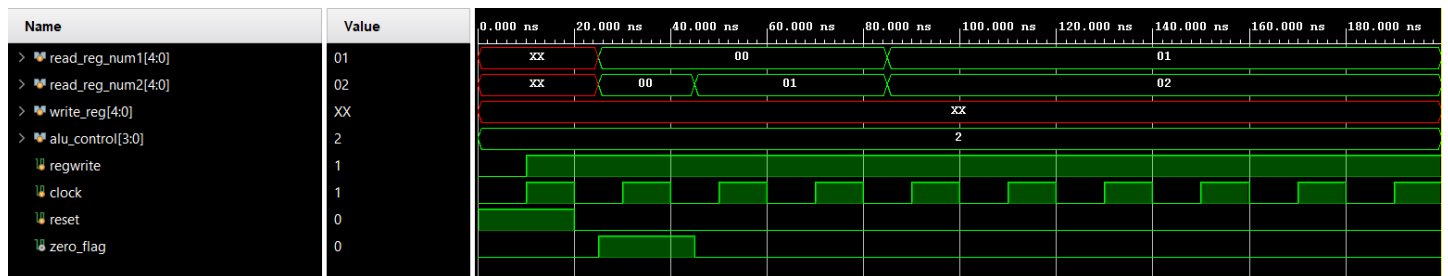 Name Value 0.000 ns 20.000 ns 40.000 ns 60.000 ns 80.000 ns 100.000 ns 120.000 ns 140.000 ns 160.000 ns 180.000 ns
read_reg_num1[4:0] 01 XX 00 01
read_reg_num2[4:0] 02 XX 00 01 02
write_reg[4:0] XX XX
alu_control[3:0] 2 2
regwrite 1
clock 1
reset 0
zero_flag 0